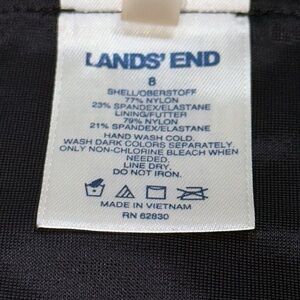 LANDS' END
8
SHELL/OBERSTOFF
77% NYLON
23% SPANDEX/ELASTANE
LINING/FUTTER
79% NYLON
21% SPANDEX/ELASTANE
HAND WASH COLD.
WASH DARK COLORS SEPARATELY.
ONLY NON-CHLORINE BLEACH WHEN
NEEDED.
LINE DRY.
DO NOT IRON.
MADE IN VIETNAM
RN 62830